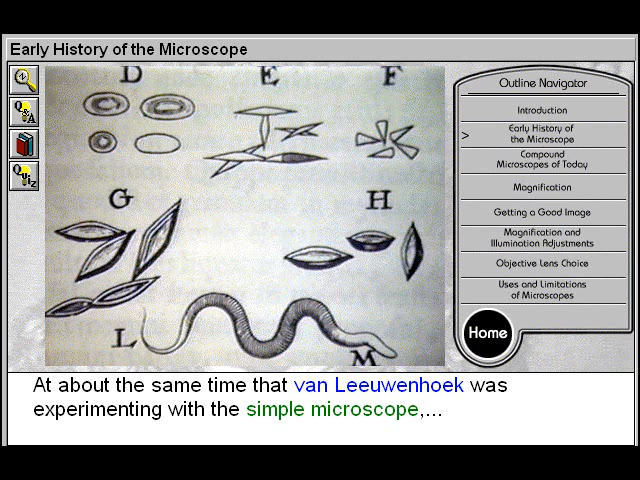 Early History of the Microscope
D
E
F
G
H
L
M
Q&A
Quiz
Outline Navigator
Introduction
>
Early History of
the Microscope
Compound
Microscopes of Today
Magnification
Getting a Good Image
Magnification and
Illumination Adjustments
Objective Lens Choice
Uses and Limitations
of Microscopes
Home
At about the same time that van Leeuwenhoek was
experimenting with the simple microscope,...